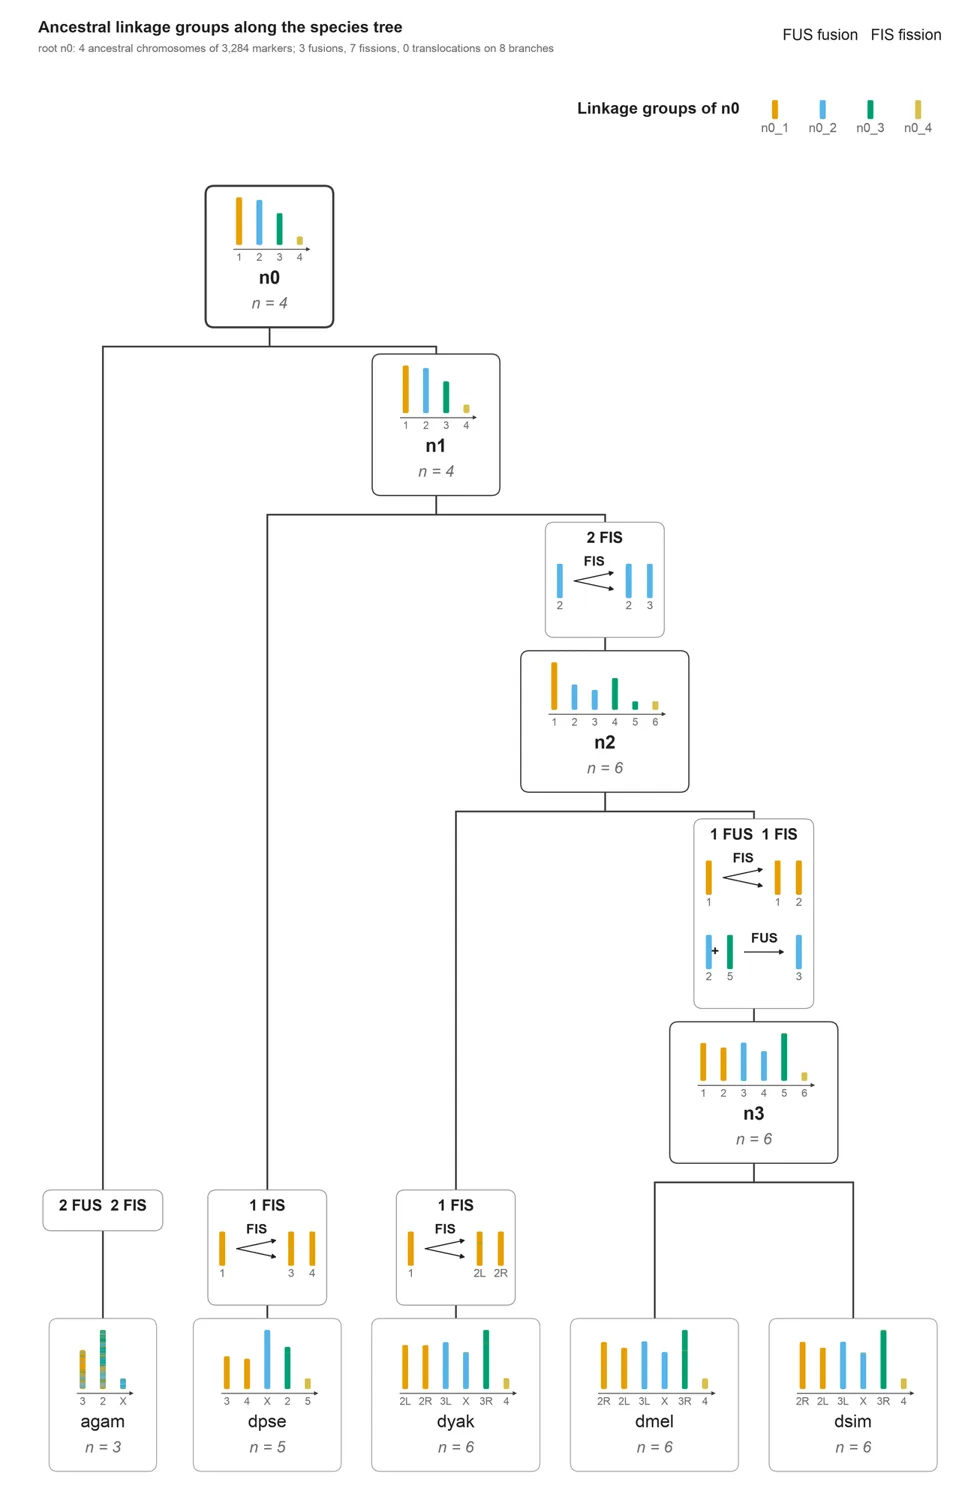 Ancestral linkage groups along the species tree
root n0: 4 ancestral chromosomes of 3,284 markers; 3 fusions, 7 fissions, 0 translocations on 8 branches
FUS fusion FIS fission
Linkage groups of n0
n0_1 n0_2 n0_3 n0_4
1 2 3 4
n0
n = 4
1 2 3 4
n1
n = 4
2 FIS
FIS
2 2 3
1 2 3 4 5 6
n2
n = 6
1 FUS 1 FIS
FIS
1 1 2
FUS
+
2 5 3
1 2 3 4 5 6
n3
n = 6
2 FUS 2 FIS
1 FIS
FIS
1 3 4
1 FIS
FIS
1 2L 2R
3 2 X
agam
n = 3
3 4 X 2 5
dpse
n = 5
2L 2R 3L X 3R 4
dyak
n = 6
2R 2L 3L X 3R 4
dmel
n = 6
2R 2L 3L X 3R 4
dsim
n = 6